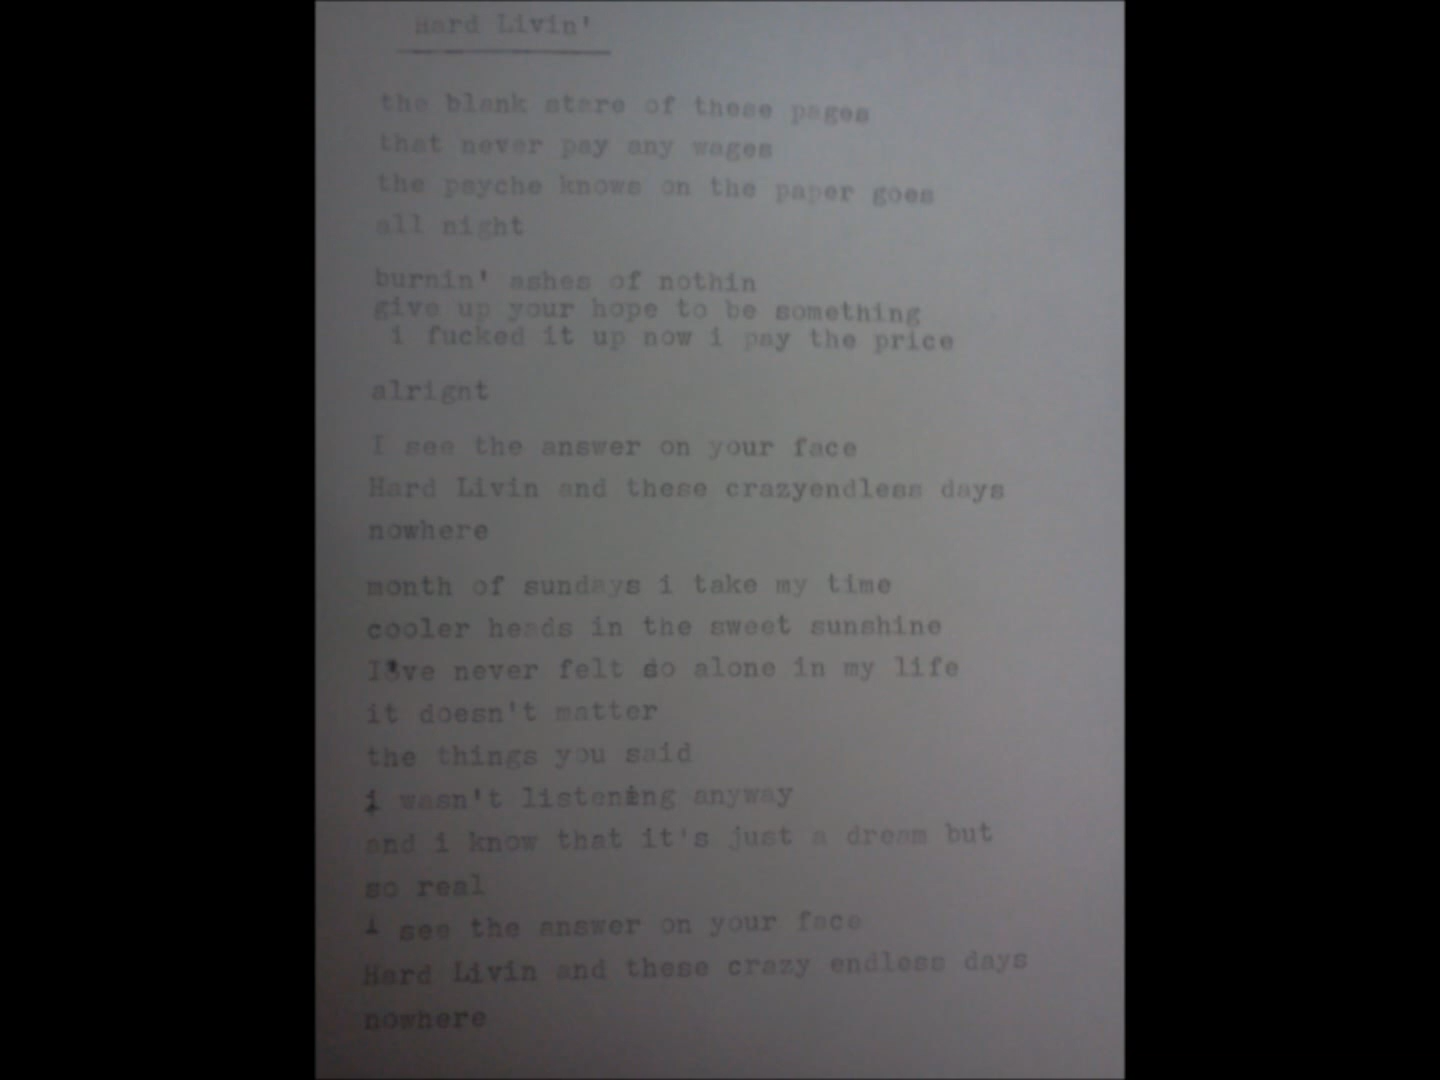 Hard Livin'
the blank stare of these pages
that never pay any wages
the psyche knows on the paper goes
all night
burnin' ashes of nothin
give up your hope to be something
i fucked it up now i pay the price
alright
I see the answer on your face
Hard Livin and these crazyendless days
nowhere
month of sundays i take my time
cooler heads in the sweet sunshine
I've never felt so alone in my life
it doesn't matter
the things you said
i wasn't listening anyway
and i know that it's just a dream but
so real
I see the answer on your face
Hard Livin and these crazy endless days
nowhere